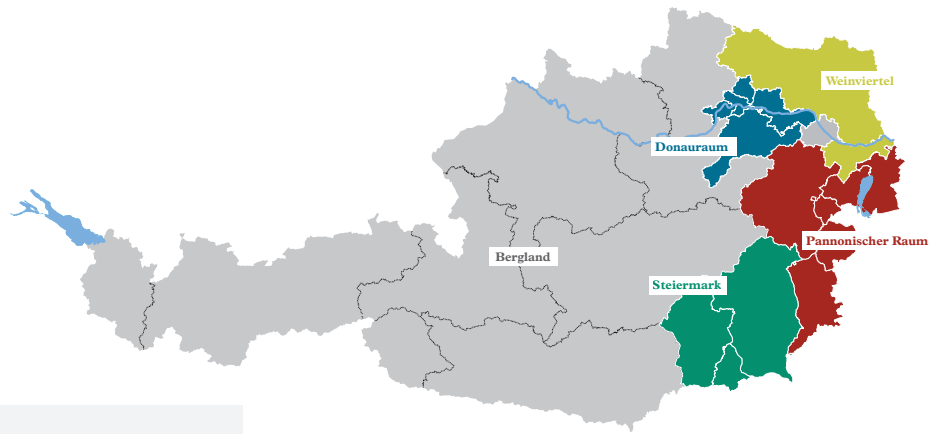 Weinviertel
Donauraum
Pannonischer Raum
Bergland
Steiermark